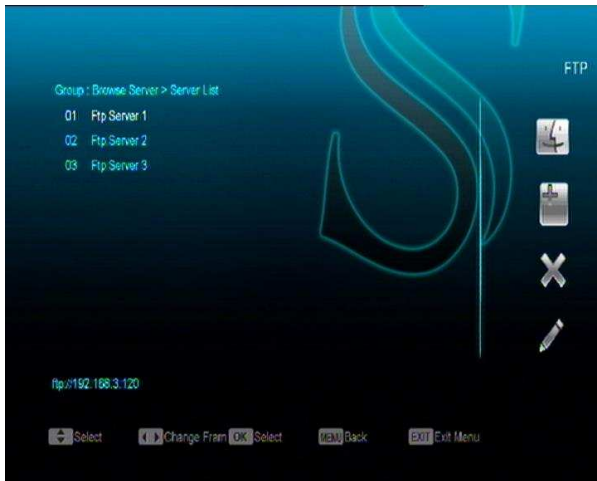 FTP
Group : Browse Server > Server List
01 Ftp Server 1
02 Ftp Server 2
03 Ftp Server 3
ftp://192.168.3.120
Select Change Fram OK Select MENU Back EXIT Exit Menu